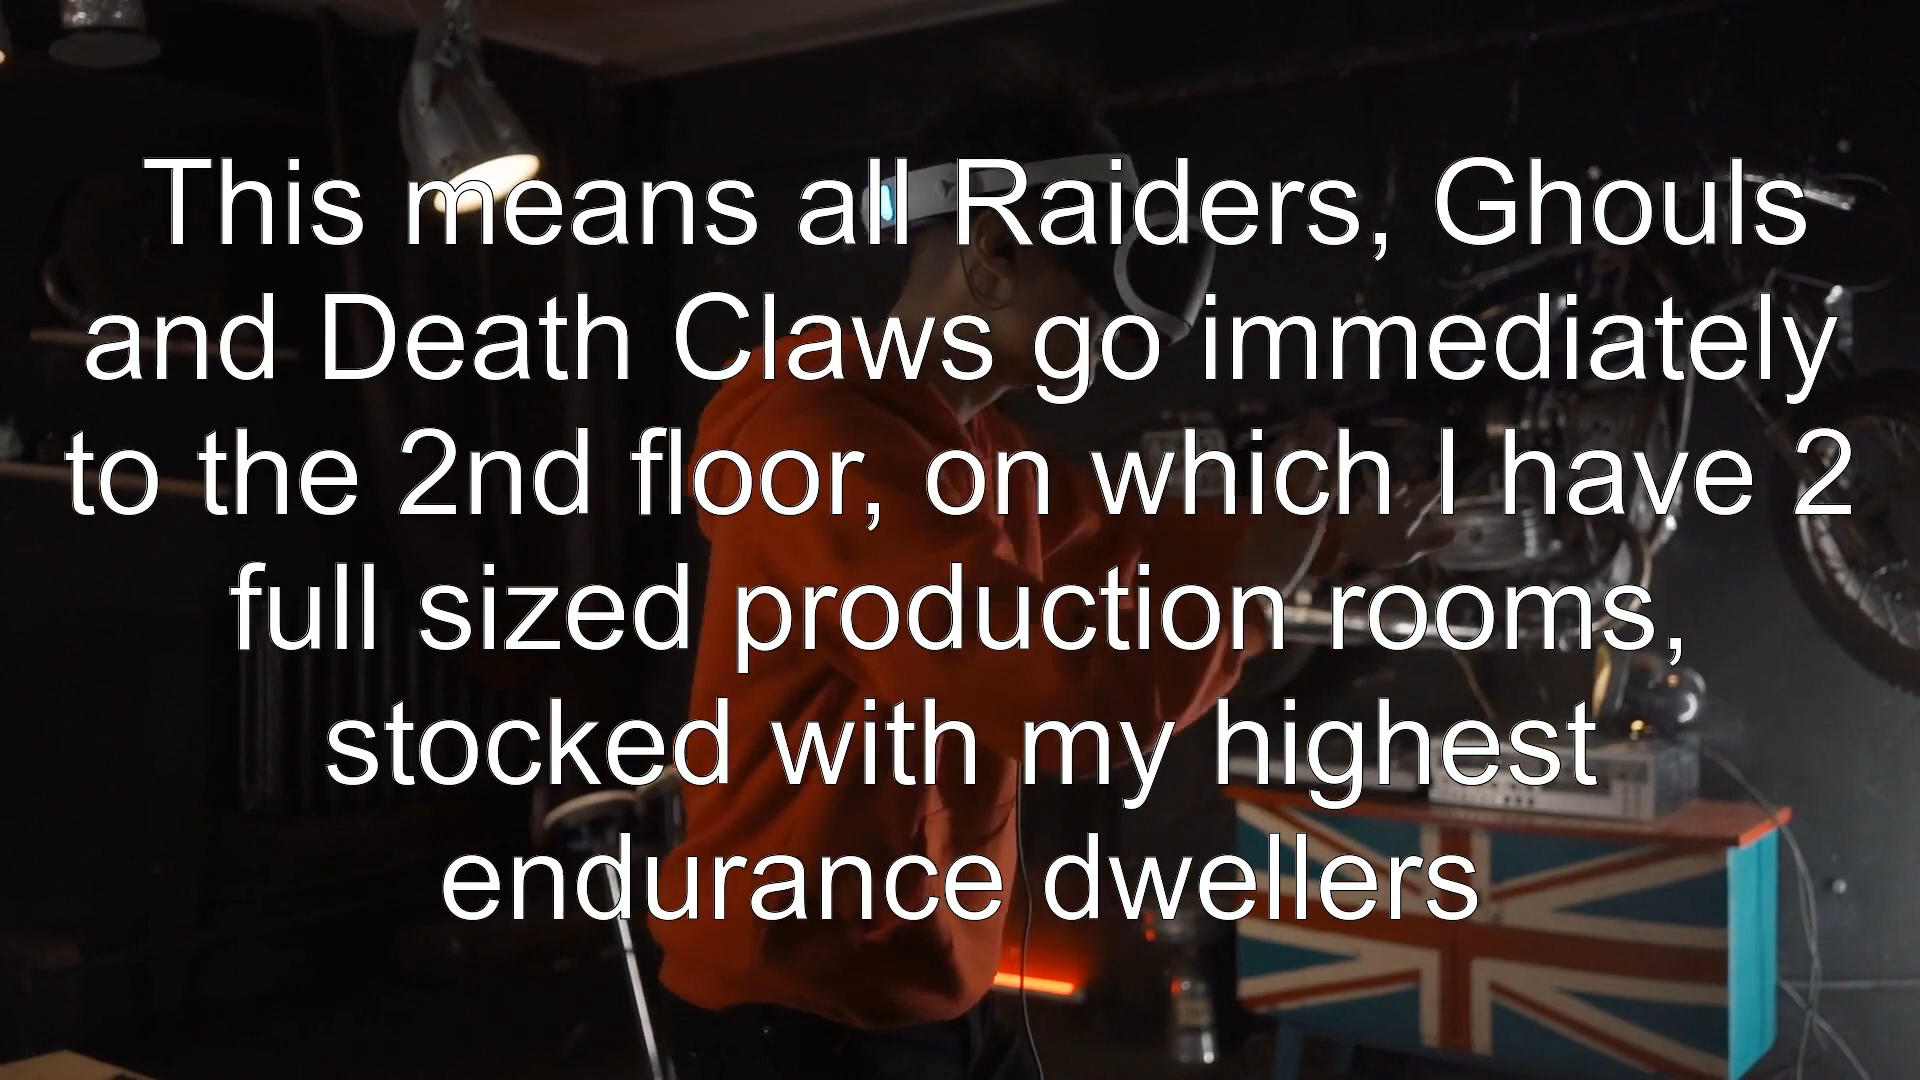 This means all Raiders, Ghouls
and Death Claws go immediately
to the 2nd floor, on which I have 2
full sized production rooms,
stocked with my highest
endurance dwellers